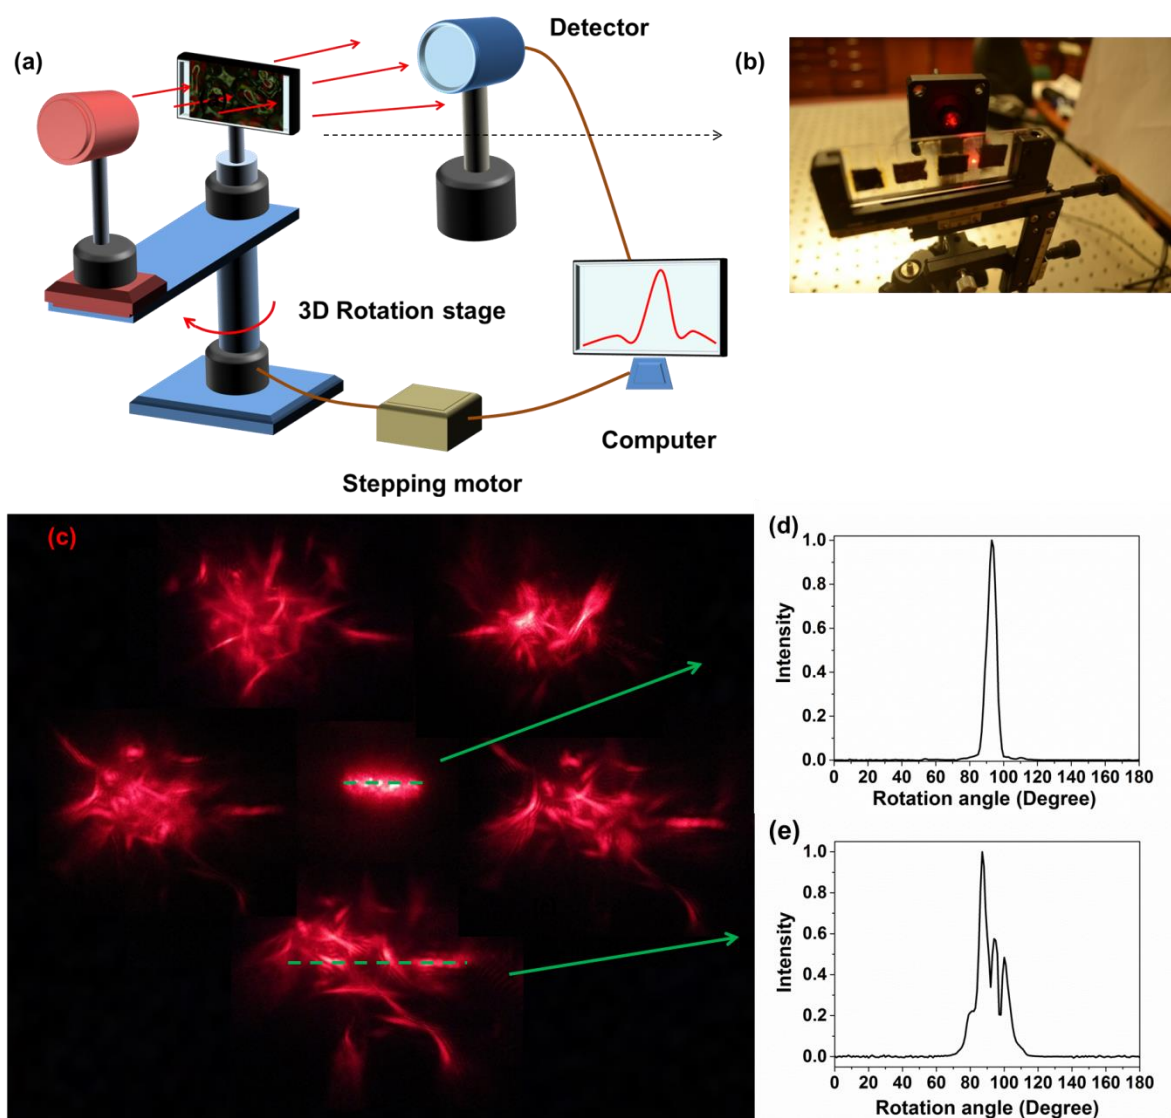 (a)
Detector
(b)
3D Rotation stage
Computer
Stepping motor
(c)
(d)
1.0
0.8
0.6
0.4
0.2
0.0
Intensity
0 20 40 60 80 100 120 140 160 180
Rotation angle (Degree)
(e)
1.0
0.8
0.6
0.4
0.2
0.0
Intensity
0 20 40 60 80 100 120 140 160 180
Rotation angle (Degree)